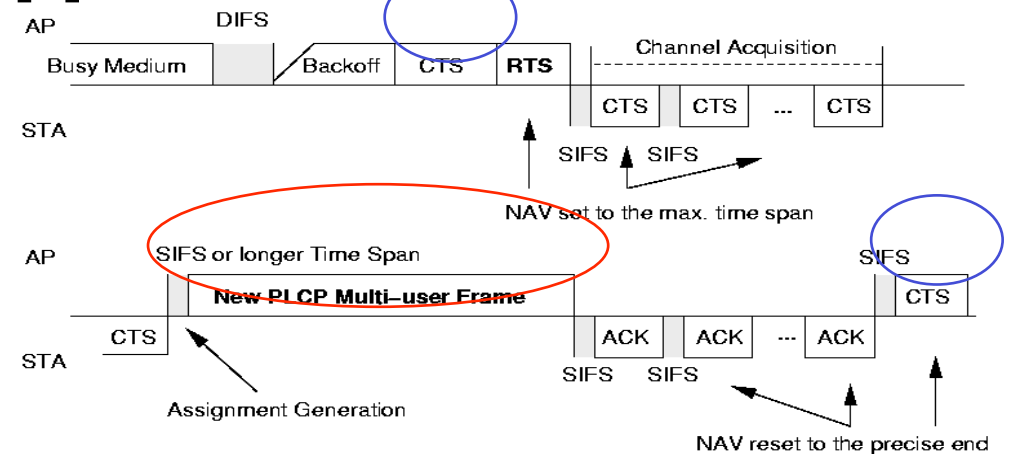 DIFS
AP
Channel Acquisition
Busy Medium Backoff CTS RTS
CTS CTS ... CTS
STA
SIFS SIFS
NAV set to the max. time span
AP SIFS or longer Time Span SIFS
New PLCP Multi-user Frame CTS
CTS ACK ACK ... ACK
STA
SIFS SIFS
Assignment Generation
NAV reset to the precise end